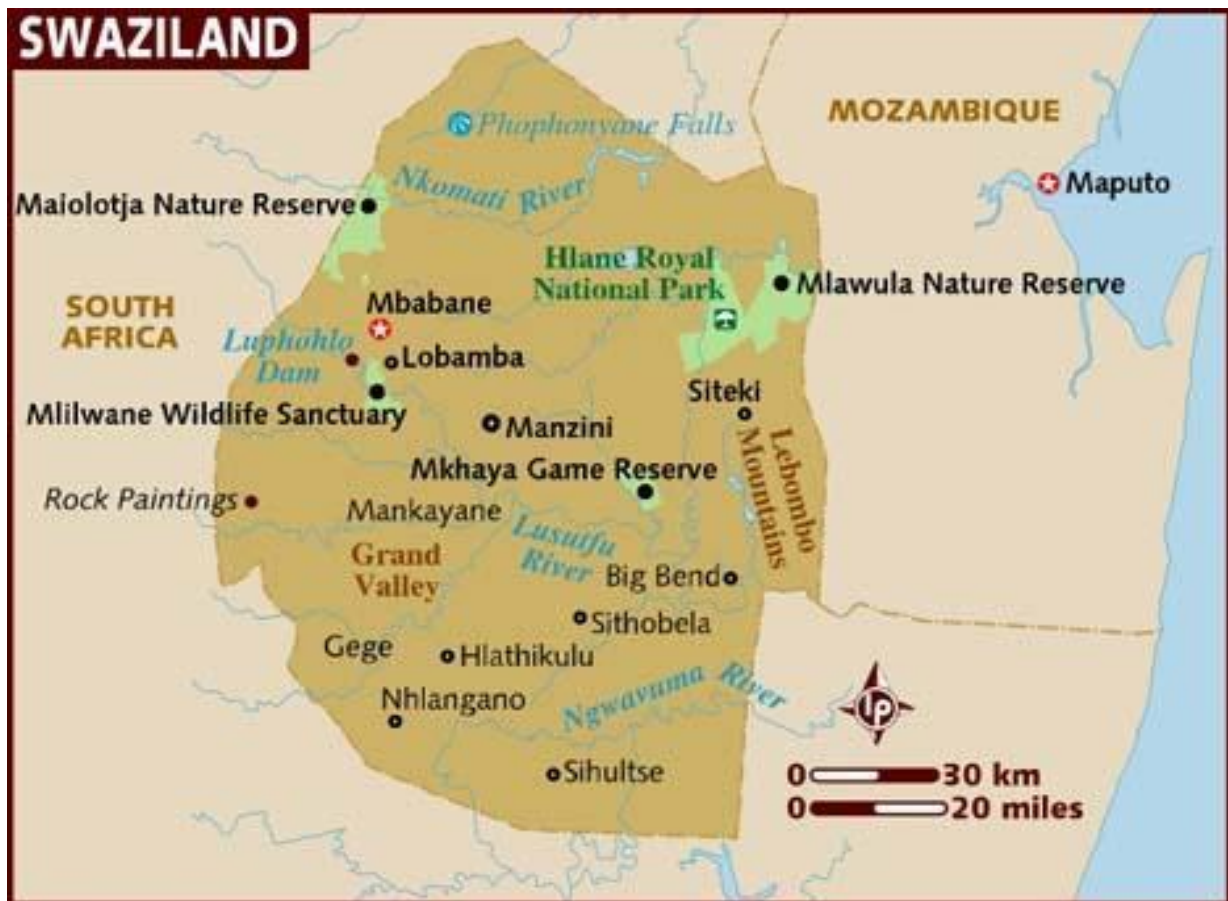 SWAZILAND
MOZAMBIQUE
Phophonyane Falls
Maputo
Nkomati River
Maiolotja Nature Reserve
Hlane Royal
National Park
Mlawula Nature Reserve
SOUTH
AFRICA
Mbabane
Luphohlo
Dam
Lobamba
Siteki
Mlilwane Wildlife Sanctuary
Manzini
Lebombo
Mountains
Mkhaya Game Reserve
Rock Paintings
Mankayane
Lusuifu
River
Grand
Valley
Big Bend
Sithobela
Gege
Hlathikulu
Nhlangano
Ngwavuma River
LP
Sihultse
0 30 km
0 20 miles